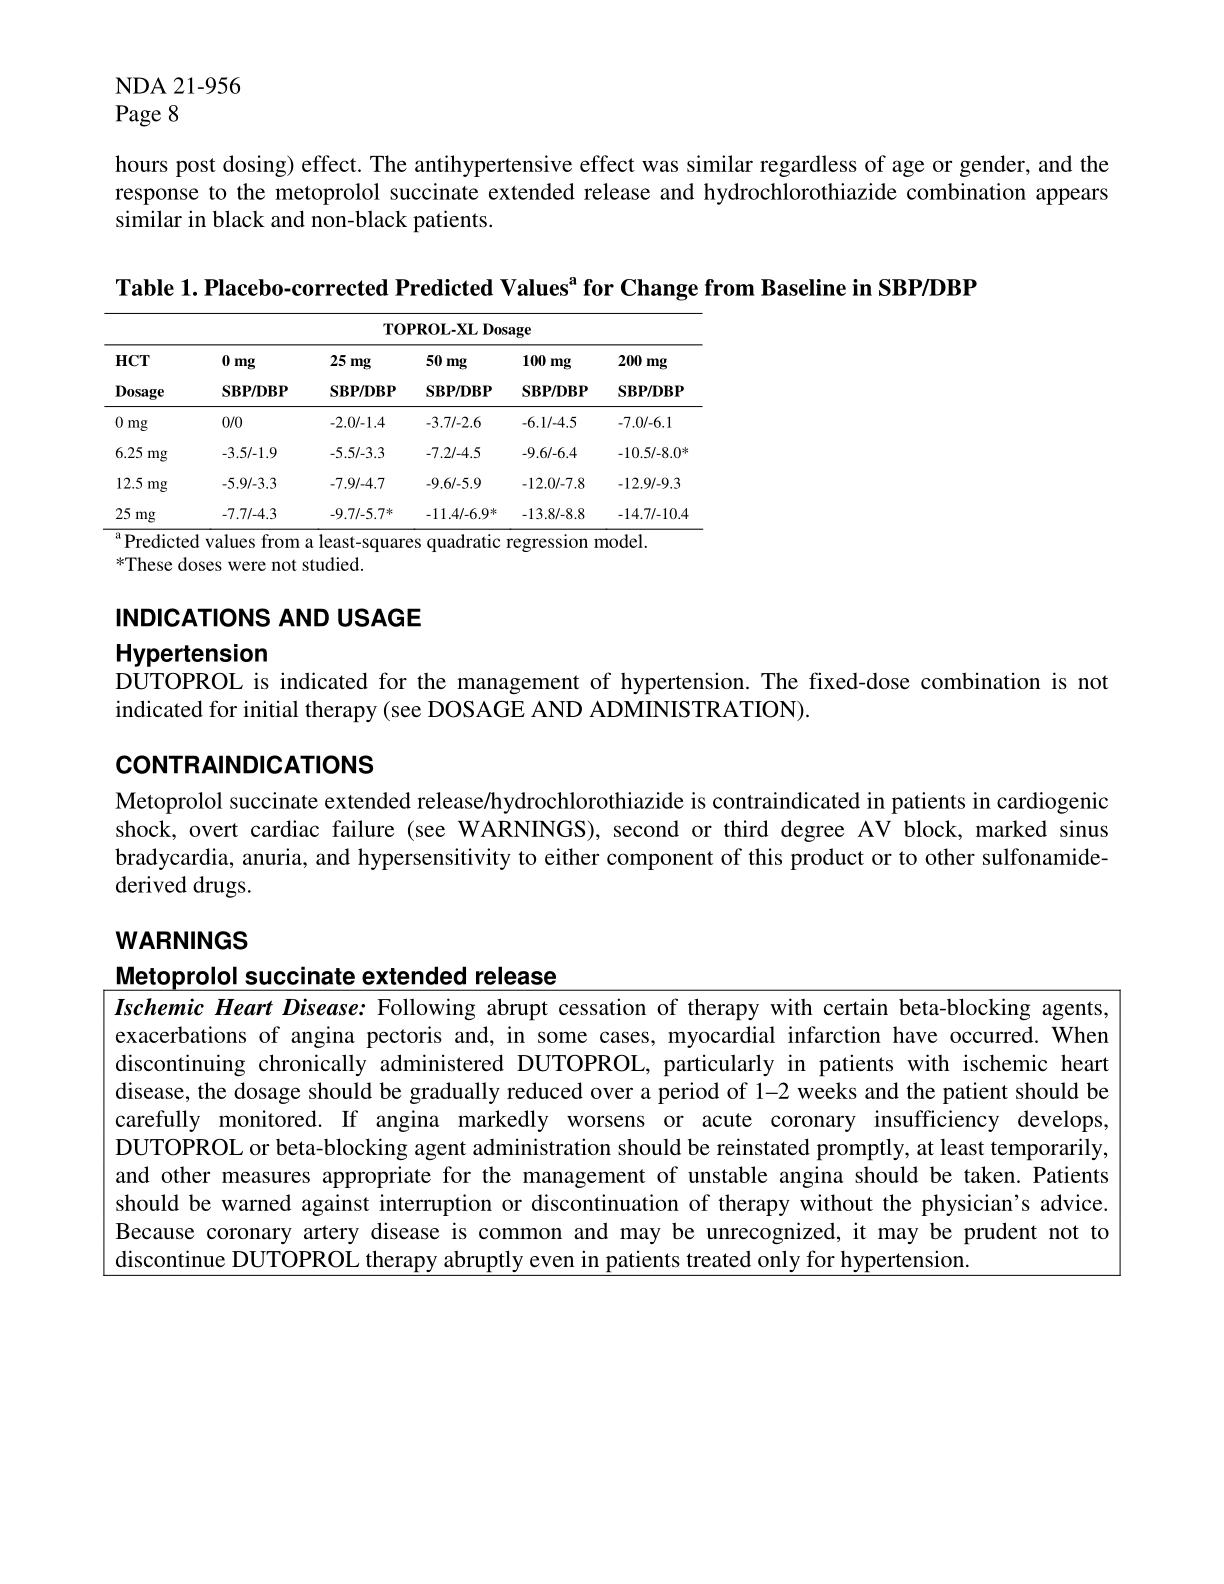 NDA 21-956
Page 8
hours post dosing) effect. The antihypertensive effect was similar regardless of age or gender, and the
response to the metoprolol succinate extended release and hydrochlorothiazide combination appears
similar in black and non-black patients.
Table 1. Placebo-corrected Predicted Values<sup>a</sup> for Change from Baseline in SBP/DBP
TOPROL-XL Dosage
HCT 0 mg 25 mg 50 mg 100 mg 200 mg
Dosage SBP/DBP SBP/DBP SBP/DBP SBP/DBP SBP/DBP
0 mg 0/0 -2.0/-1.4 -3.7/-2.6 -6.1/-4.5 -7.0/-6.1
6.25 mg -3.5/-1.9 -5.5/-3.3 -7.2/-4.5 -9.6/-6.4 -10.5/-8.0*
12.5 mg -5.9/-3.3 -7.9/-4.7 -9.6/-5.9 -12.0/-7.8 -12.9/-9.3
25 mg -7.7/-4.3 -9.7/-5.7* -11.4/-6.9* -13.8/-8.8 -14.7/-10.4
<sup>a</sup> Predicted values from a least-squares quadratic regression model.
*These doses were not studied.
INDICATIONS AND USAGE
Hypertension
DUTOPROL is indicated for the management of hypertension. The fixed-dose combination is not
indicated for initial therapy (see DOSAGE AND ADMINISTRATION).
CONTRAINDICATIONS
Metoprolol succinate extended release/hydrochlorothiazide is contraindicated in patients in cardiogenic
shock, overt cardiac failure (see WARNINGS), second or third degree AV block, marked sinus
bradycardia, anuria, and hypersensitivity to either component of this product or to other sulfonamide-
derived drugs.
WARNINGS
Metoprolol succinate extended release
Ischemic Heart Disease: Following abrupt cessation of therapy with certain beta-blocking agents,
exacerbations of angina pectoris and, in some cases, myocardial infarction have occurred. When
discontinuing chronically administered DUTOPROL, particularly in patients with ischemic heart
disease, the dosage should be gradually reduced over a period of 1–2 weeks and the patient should be
carefully monitored. If angina markedly worsens or acute coronary insufficiency develops,
DUTOPROL or beta-blocking agent administration should be reinstated promptly, at least temporarily,
and other measures appropriate for the management of unstable angina should be taken. Patients
should be warned against interruption or discontinuation of therapy without the physician’s advice.
Because coronary artery disease is common and may be unrecognized, it may be prudent not to
discontinue DUTOPROL therapy abruptly even in patients treated only for hypertension.